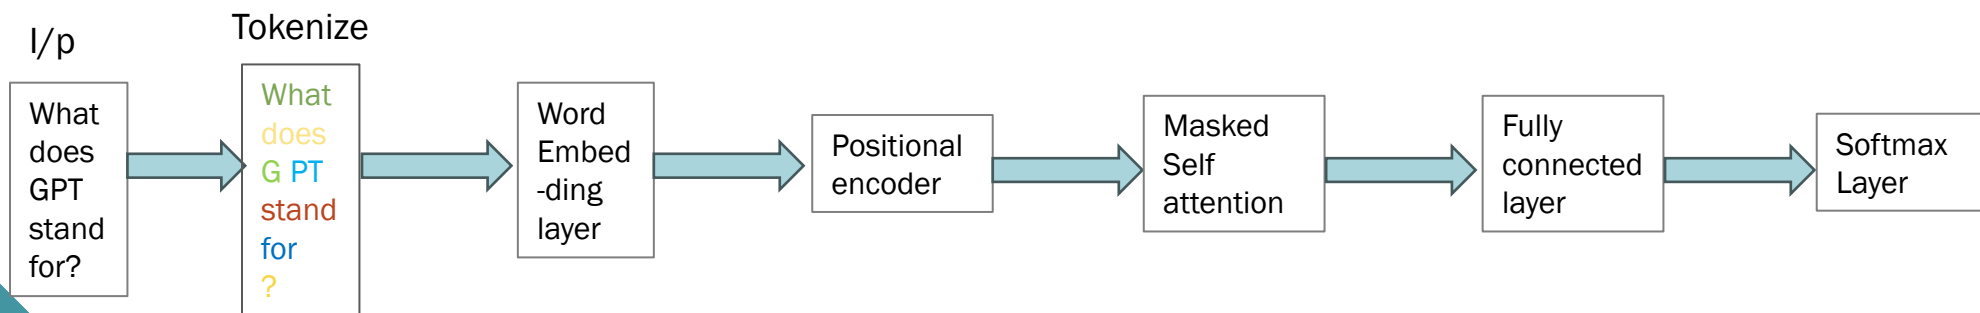 I/p
What
does
GPT
stand
for?
Tokenize
What
does
G PT
stand
for
?
Word
Embed
-ding
layer
Positional
encoder
Masked
Self
attention
Fully
connected
layer
Softmax
Layer